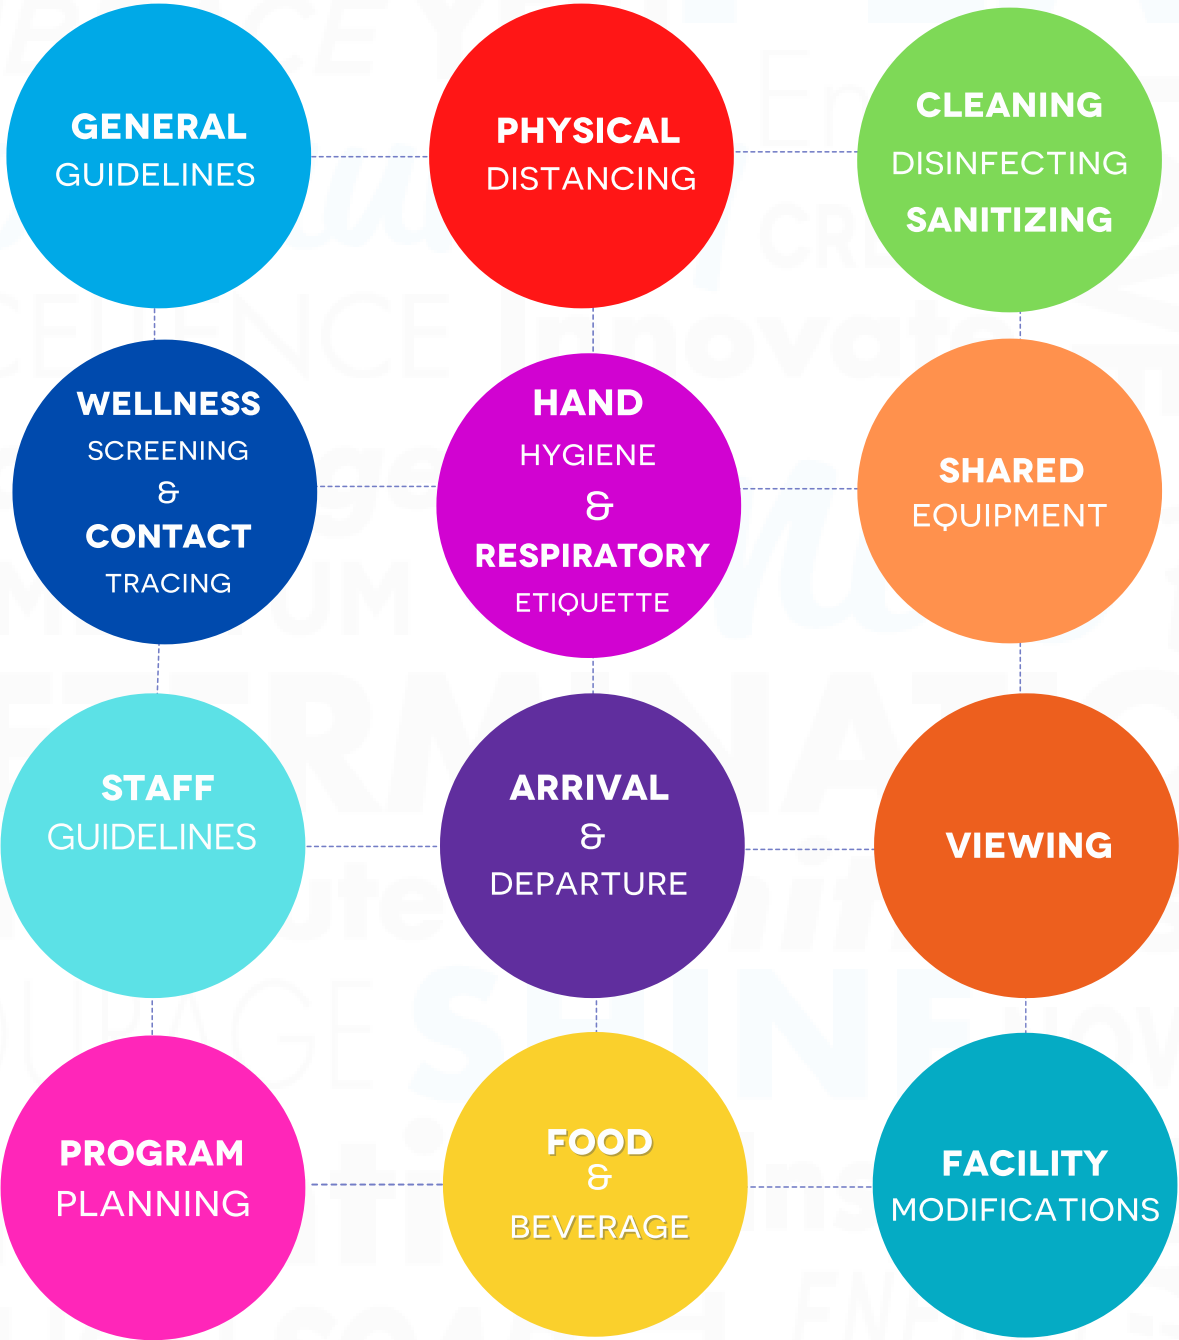 GENERAL
GUIDELINES
PHYSICAL
DISTANCING
CLEANING
DISINFECTING
SANITIZING
WELLNESS
SCREENING
&
CONTACT
TRACING
HAND
HYGIENE
&
RESPIRATORY
ETIQUETTE
SHARED
EQUIPMENT
STAFF
GUIDELINES
ARRIVAL
&
DEPARTURE
VIEWING
PROGRAM
PLANNING
FOOD
&
BEVERAGE
FACILITY
MODIFICATIONS
SHINE